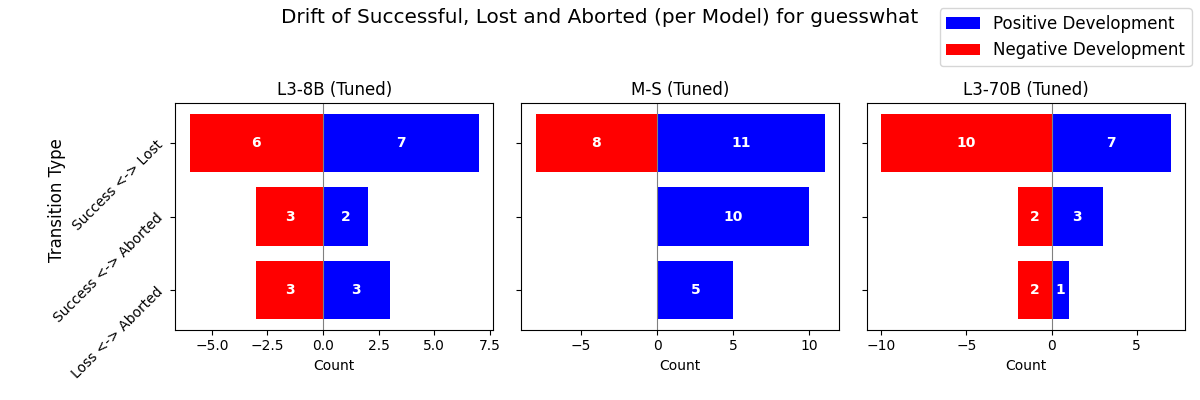 Drift of Successful, Lost and Aborted (per Model) for guesswhat
Positive Development
Negative Development
L3-8B (Tuned)
M-S (Tuned)
L3-70B (Tuned)
Transition Type
Success <-> Lost
Success <-> Aborted
Loss <-> Aborted
6 7
3 2
3 3
8 11
10
5
10 7
2 3
2 1
−5.0 −2.5 0.0 2.5 5.0 7.5
−5 0 5 10
−10 −5 0 5
Count
Count
Count